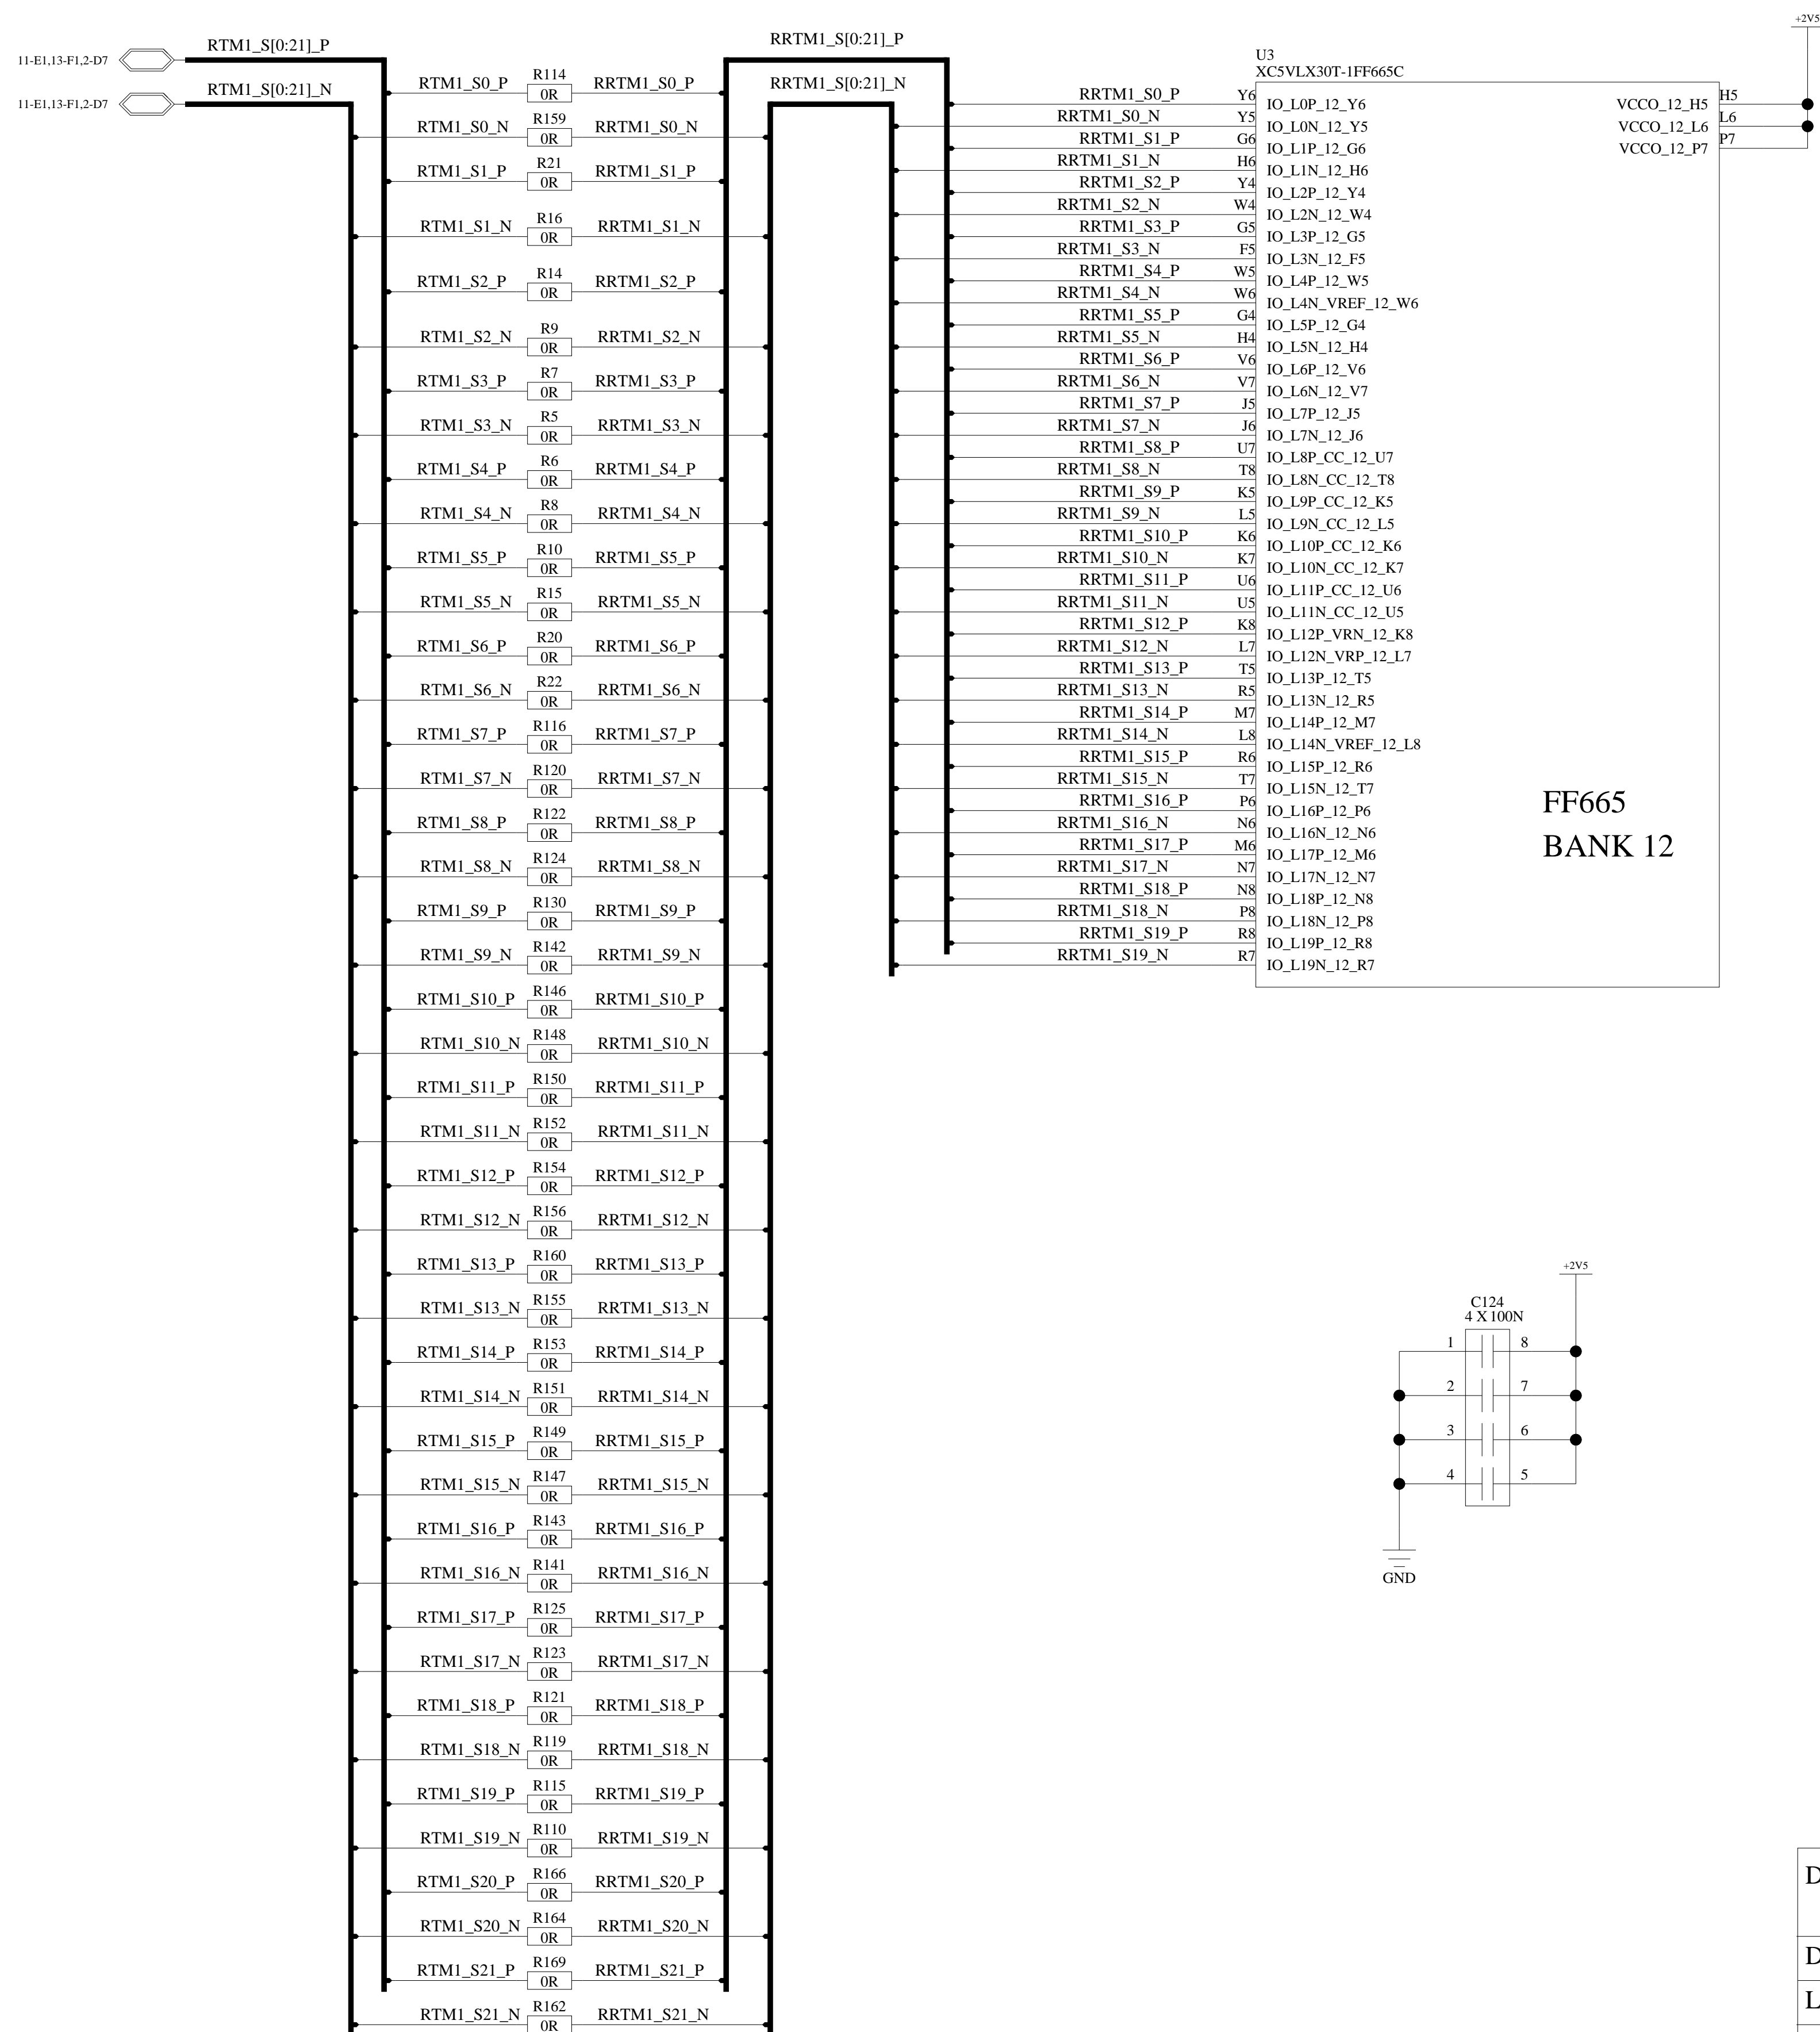 11-E1,13-F1,2-D7
RTM1_S[0:21]_P
11-E1,13-F1,2-D7
RTM1_S[0:21]_N
RTM1_S0_P R114 0R RRTM1_S0_P
RTM1_S0_N R159 0R RRTM1_S0_N
RTM1_S1_P R21 0R RRTM1_S1_P
RTM1_S1_N R16 0R RRTM1_S1_N
RTM1_S2_P R14 0R RRTM1_S2_P
RTM1_S2_N R9 0R RRTM1_S2_N
RTM1_S3_P R7 0R RRTM1_S3_P
RTM1_S3_N R5 0R RRTM1_S3_N
RTM1_S4_P R6 0R RRTM1_S4_P
RTM1_S4_N R8 0R RRTM1_S4_N
RTM1_S5_P R10 0R RRTM1_S5_P
RTM1_S5_N R15 0R RRTM1_S5_N
RTM1_S6_P R20 0R RRTM1_S6_P
RTM1_S6_N R22 0R RRTM1_S6_N
RTM1_S7_P R116 0R RRTM1_S7_P
RTM1_S7_N R120 0R RRTM1_S7_N
RTM1_S8_P R122 0R RRTM1_S8_P
RTM1_S8_N R124 0R RRTM1_S8_N
RTM1_S9_P R130 0R RRTM1_S9_P
RTM1_S9_N R142 0R RRTM1_S9_N
RTM1_S10_P R146 0R RRTM1_S10_P
RTM1_S10_N R148 0R RRTM1_S10_N
RTM1_S11_P R150 0R RRTM1_S11_P
RTM1_S11_N R152 0R RRTM1_S11_N
RTM1_S12_P R154 0R RRTM1_S12_P
RTM1_S12_N R156 0R RRTM1_S12_N
RTM1_S13_P R160 0R RRTM1_S13_P
RTM1_S13_N R155 0R RRTM1_S13_N
RTM1_S14_P R153 0R RRTM1_S14_P
RTM1_S14_N R151 0R RRTM1_S14_N
RTM1_S15_P R149 0R RRTM1_S15_P
RTM1_S15_N R147 0R RRTM1_S15_N
RTM1_S16_P R143 0R RRTM1_S16_P
RTM1_S16_N R141 0R RRTM1_S16_N
RTM1_S17_P R125 0R RRTM1_S17_P
RTM1_S17_N R123 0R RRTM1_S17_N
RTM1_S18_P R121 0R RRTM1_S18_P
RTM1_S18_N R119 0R RRTM1_S18_N
RTM1_S19_P R115 0R RRTM1_S19_P
RTM1_S19_N R110 0R RRTM1_S19_N
RTM1_S20_P R166 0R RRTM1_S20_P
RTM1_S20_N R164 0R RRTM1_S20_N
RTM1_S21_P R169 0R RRTM1_S21_P
RTM1_S21_N R162 0R RRTM1_S21_N
RRTM1_S[0:21]_P
RRTM1_S[0:21]_N
U3
XC5VLX30T-1FF665C
RRTM1_S0_P Y6 IO_L0P_12_Y6
RRTM1_S0_N Y5 IO_L0N_12_Y5
RRTM1_S1_P G6 IO_L1P_12_G6
RRTM1_S1_N H6 IO_L1N_12_H6
RRTM1_S2_P Y4 IO_L2P_12_Y4
RRTM1_S2_N W4 IO_L2N_12_W4
RRTM1_S3_P G5 IO_L3P_12_G5
RRTM1_S3_N F5 IO_L3N_12_F5
RRTM1_S4_P W5 IO_L4P_12_W5
RRTM1_S4_N W6 IO_L4N_VREF_12_W6
RRTM1_S5_P G4 IO_L5P_12_G4
RRTM1_S5_N H4 IO_L5N_12_H4
RRTM1_S6_P V6 IO_L6P_12_V6
RRTM1_S6_N V7 IO_L6N_12_V7
RRTM1_S7_P J5 IO_L7P_12_J5
RRTM1_S7_N J6 IO_L7N_12_J6
RRTM1_S8_P U7 IO_L8P_CC_12_U7
RRTM1_S8_N T8 IO_L8N_CC_12_T8
RRTM1_S9_P K5 IO_L9P_CC_12_K5
RRTM1_S9_N L5 IO_L9N_CC_12_L5
RRTM1_S10_P K6 IO_L10P_CC_12_K6
RRTM1_S10_N K7 IO_L10N_CC_12_K7
RRTM1_S11_P U6 IO_L11P_CC_12_U6
RRTM1_S11_N U5 IO_L11N_CC_12_U5
RRTM1_S12_P K8 IO_L12P_VRN_12_K8
RRTM1_S12_N L7 IO_L12N_VRP_12_L7
RRTM1_S13_P T5 IO_L13P_12_T5
RRTM1_S13_N R5 IO_L13N_12_R5
RRTM1_S14_P M7 IO_L14P_12_M7
RRTM1_S14_N L8 IO_L14N_VREF_12_L8
RRTM1_S15_P R6 IO_L15P_12_R6
RRTM1_S15_N T7 IO_L15N_12_T7
RRTM1_S16_P P6 IO_L16P_12_P6
RRTM1_S16_N N6 IO_L16N_12_N6
RRTM1_S17_P M6 IO_L17P_12_M6
RRTM1_S17_N N7 IO_L17N_12_N7
RRTM1_S18_P N8 IO_L18P_12_N8
RRTM1_S18_N P8 IO_L18N_12_P8
RRTM1_S19_P R8 IO_L19P_12_R8
RRTM1_S19_N R7 IO_L19N_12_R7
+2V5
VCCO_12_H5 H5
VCCO_12_L6 L6
VCCO_12_P7 P7
FF665
BANK 12
+2V5
C124
4 X 100N
1 8
2 7
3 6
4 5
GND
D
D
L